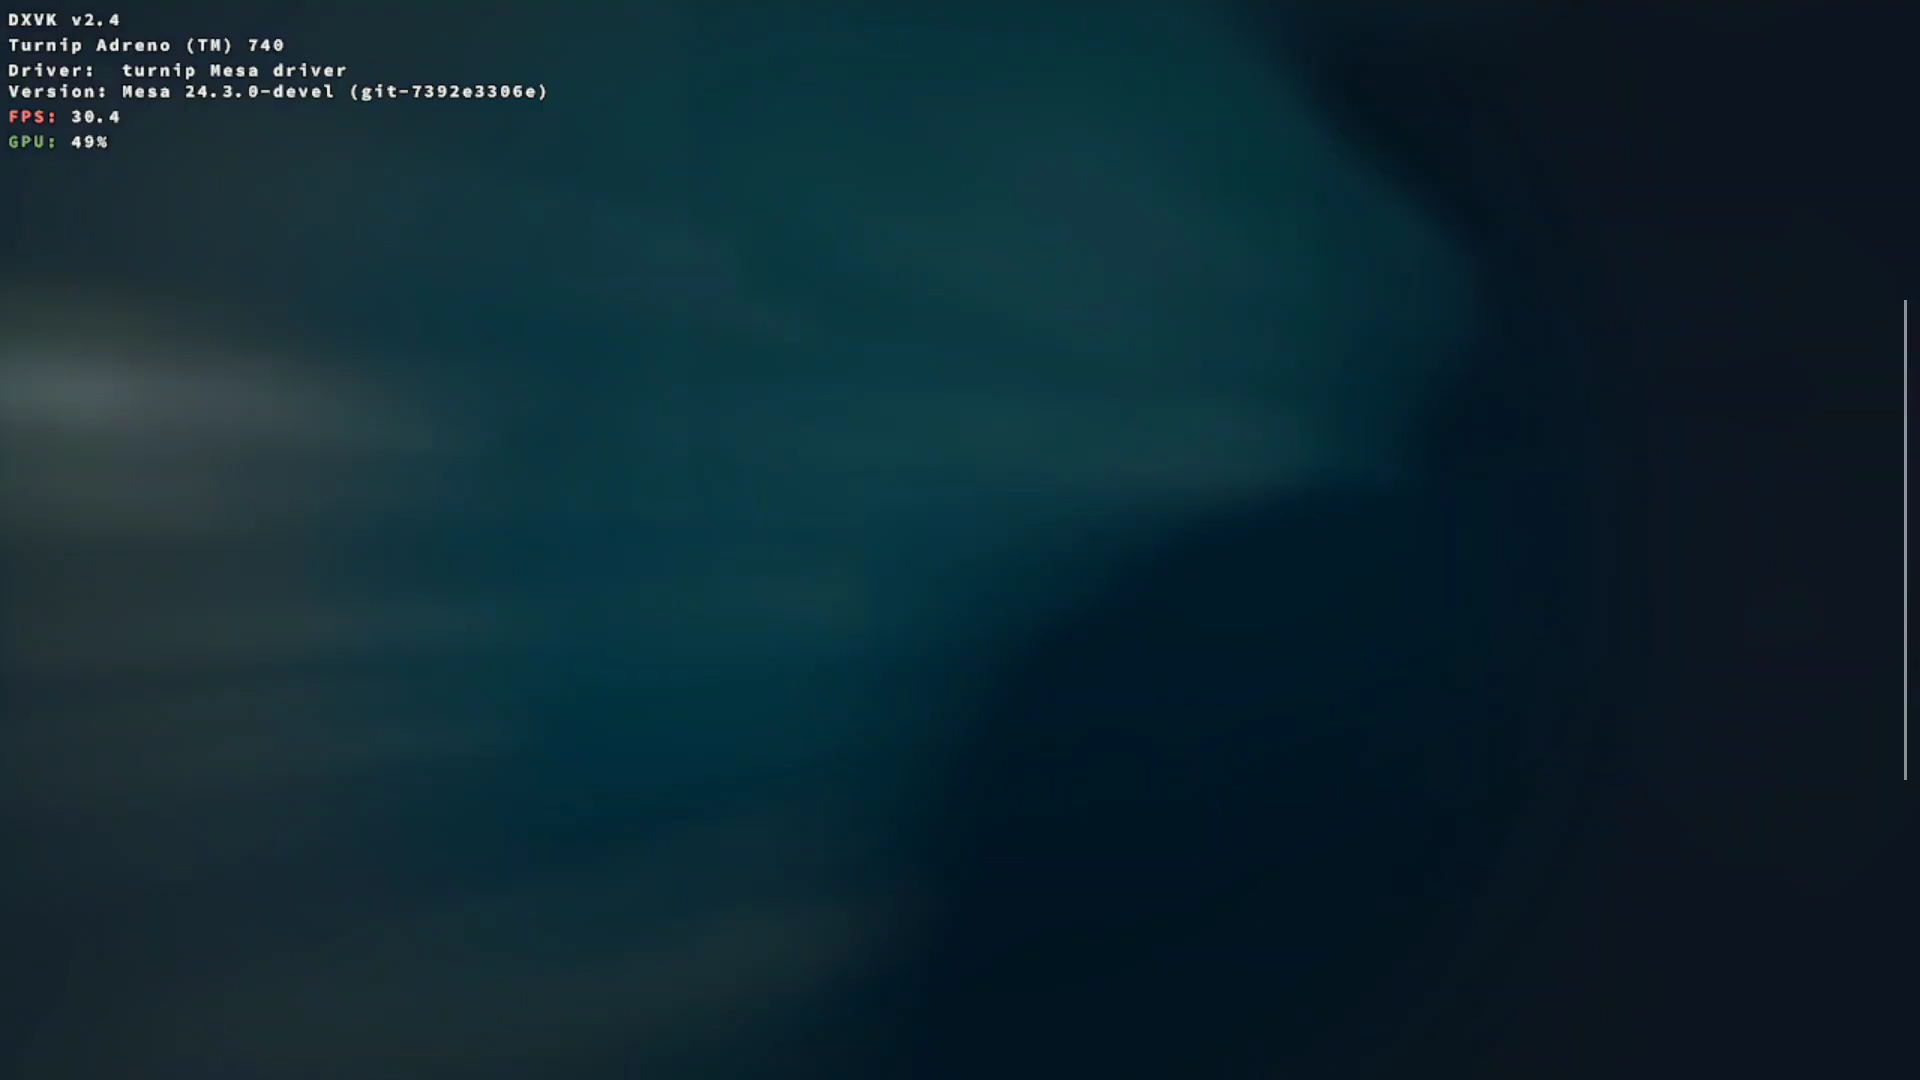 DXVK v2.4
Turnip Adreno (TM) 740
Driver: turnip Mesa driver
Version: Mesa 24.3.0-devel (git-7392e3306e)
FPS: 30.4
GPU: 49%